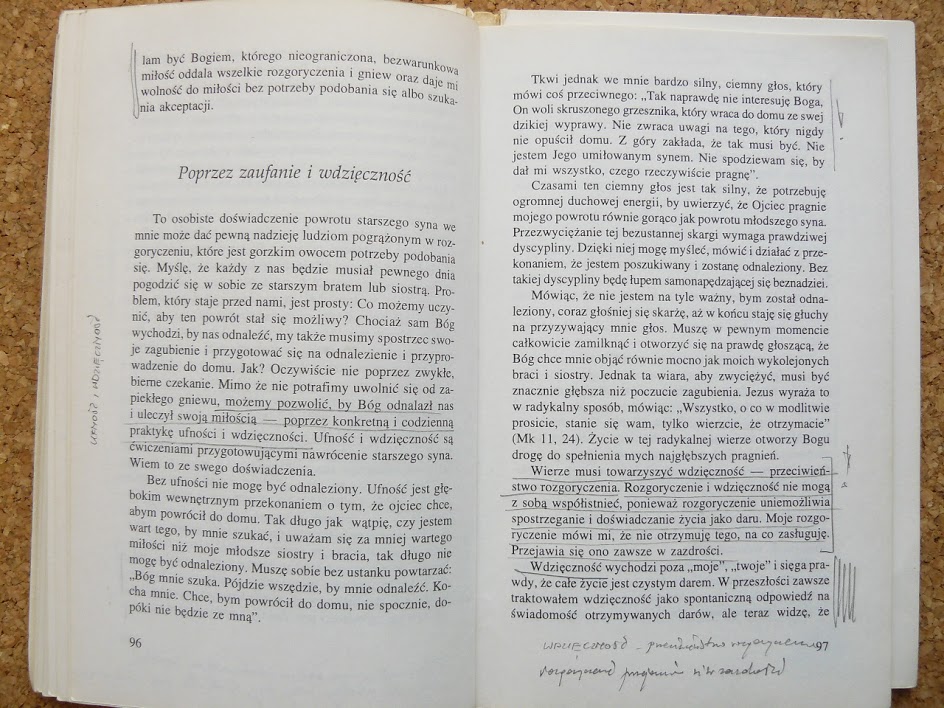 lam być Bogiem, którego nieograniczona, bezwarunkowa
miłość oddala wszelkie rozgoryczenia i gniew oraz daje mi
wolność do miłości bez potrzeby podobania się albo szuka-
nia akceptacji.
Poprzez zaufanie i wdzięczność
To osobiste doświadczenie powrotu starszego syna we
mnie może dać pewną nadzieję ludziom pogrążonym w roz-
goryczeniu, które jest gorzkim owocem potrzeby podobania
się. Myślę, że każdy z nas będzie musiał pewnego dnia
pogodzić się w sobie ze starszym bratem lub siostrą. Pro-
blem, który staje przed nami, jest prosty: Co możemy uczy-
nić, aby ten powrót stał się możliwy? Chociaż sam Bóg
wychodzi, by nas odnaleźć, my także musimy spostrzec swo-
je zagubienie i przygotować się na odnalezienie i przypro-
wadzenie do domu. Jak? Oczywiście nie poprzez zwykłe,
bierne czekanie. Mimo że nie potrafimy uwolnić się od za-
piekłego gniewu, możemy pozwolić, by Bóg odnalazł nas
i uleczył swoją miłością — poprzez konkretną i codzienną
praktykę ufności i wdzięczności. Ufność i wdzięczność są
ćwiczeniami przygotowującymi nawrócenie starszego syna.
Wiem to ze swego doświadczenia.
Bez ufności nie mogę być odnaleziony. Ufność jest głę-
bokim wewnętrznym przekonaniem o tym, że ojciec chce,
abym powrócił do domu. Tak długo jak wątpię, czy jestem
wart tego, by mnie szukać, i uważam się za mniej wartego
miłości niż moje młodsze siostry i bracia, tak długo nie
mogę być odnaleziony. Muszę sobie bez ustanku powtarzać:
„Bóg mnie szuka. Pójdzie wszędzie, by mnie odnaleźć. Ko-
cha mnie. Chce, bym powrócił do domu, nie spocznie, do-
póki nie będzie ze mną”.
96
UFNOŚĆ i WDZIĘCZNOŚĆ
Tkwi jednak we mnie bardzo silny, ciemny głos, który
mówi coś przeciwnego: „Tak naprawdę nie interesuję Boga,
On woli skruszonego grzesznika, który wraca do domu ze swej
dzikiej wyprawy. Nie zwraca uwagi na tego, który nigdy
nie opuścił domu. Z góry zakłada, że tak musi być. Nie
jestem Jego umiłowanym synem. Nie spodziewam się, by
dał mi wszystko, czego rzeczywiście pragnę”.
Czasami ten ciemny głos jest tak silny, że potrzebuję
ogromnej duchowej energii, by uwierzyć, że Ojciec pragnie
mojego powrotu równie gorąco jak powrotu młodszego syna.
Przezwyciężanie tej bezustannej skargi wymaga prawdziwej
dyscypliny. Dzięki niej mogę myśleć, mówić i działać z prze-
konaniem, że jestem poszukiwany i zostanę odnaleziony. Bez
takiej dyscypliny będę łupem samonapędzającej się beznadziei.
Mówiąc, że nie jestem na tyle ważny, bym został odna-
leziony, coraz głośniej się skarżę, aż w końcu staję się głuchy
na przyzywający mnie głos. Muszę w pewnym momencie
całkowicie zamilknąć i otworzyć się na prawdę głoszącą, że
Bóg chce mnie objąć równie mocno jak moich wykolejonych
braci i siostry. Jednak ta wiara, aby zwyciężyć, musi być
znacznie głębsza niż poczucie zagubienia. Jezus wyraża to
w radykalny sposób, mówiąc: „Wszystko, o co w modlitwie
prosicie, stanie się wam, tylko wierzcie, że otrzymacie”
(Mk 11, 24). Życie w tej radykalnej wierze otworzy Bogu
drogę do spełnienia mych najgłębszych pragnień.
Wierze musi towarzyszyć wdzięczność — przeciwień-
stwo rozgoryczenia. Rozgoryczenie i wdzięczność nie mogą
z sobą współistnieć, ponieważ rozgoryczenie uniemożliwia
spostrzeganie i doświadczanie życia jako daru. Moje rozgo-
ryczenie mówi mi, że nie otrzymuję tego, na co zasługuję.
Przejawia się ono zawsze w zazdrości.
Wdzięczność wychodzi poza „moje”, „twoje” i sięga pra-
wdy, że całe życie jest czystym darem. W przeszłości zawsze
traktowałem wdzięczność jako spontaniczną odpowiedź na
świadomość otrzymywanych darów, ale teraz widzę, że
WDZIĘCZNOŚĆ - przeciwieństwo rozgoryczenia
97
w zazdrości